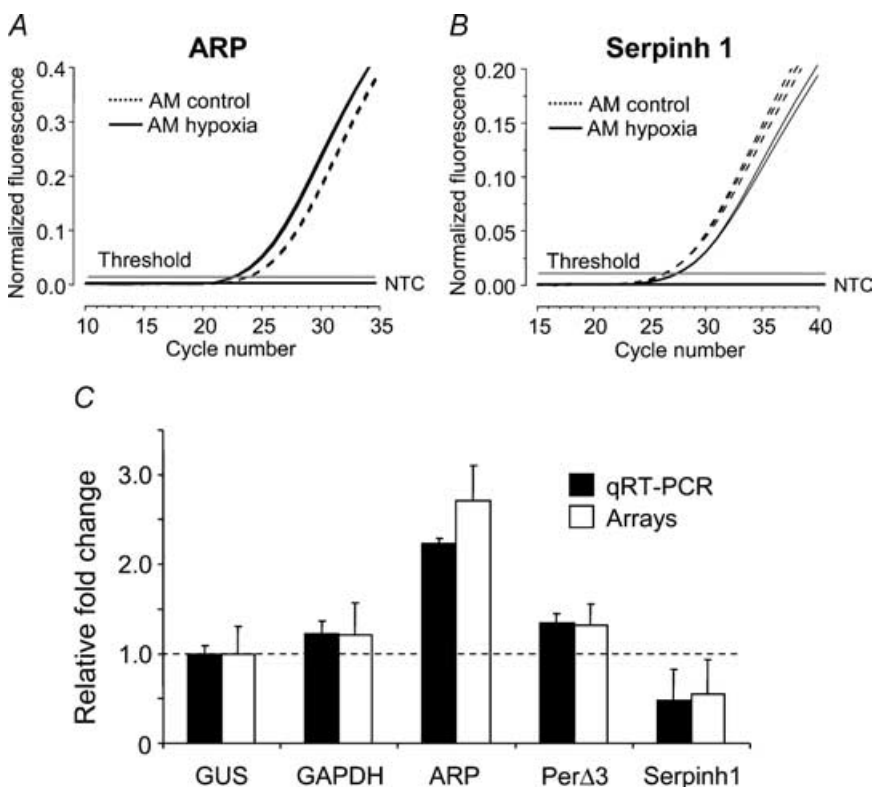 A
ARP
AM control
AM hypoxia
Normalized fluorescence
0.4
0.3
0.2
0.1
0.0
Threshold
NTC
10 15 20 25 30 35
Cycle number
B
Serpinh 1
AM control
AM hypoxia
Normalized fluorescence
0.20
0.15
0.10
0.05
0.00
Threshold
NTC
15 20 25 30 35 40
Cycle number
C
Relative fold change
3.0
2.0
1.0
0
qRT-PCR
Arrays
GUS GAPDH ARP PerΔ3 Serpinh1